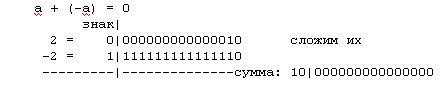 a + (-a) = 0
знак|
2 = 0|000000000000010 сложим их
-2 = 1|111111111111110
---------|--------------сумма: 10|000000000000000